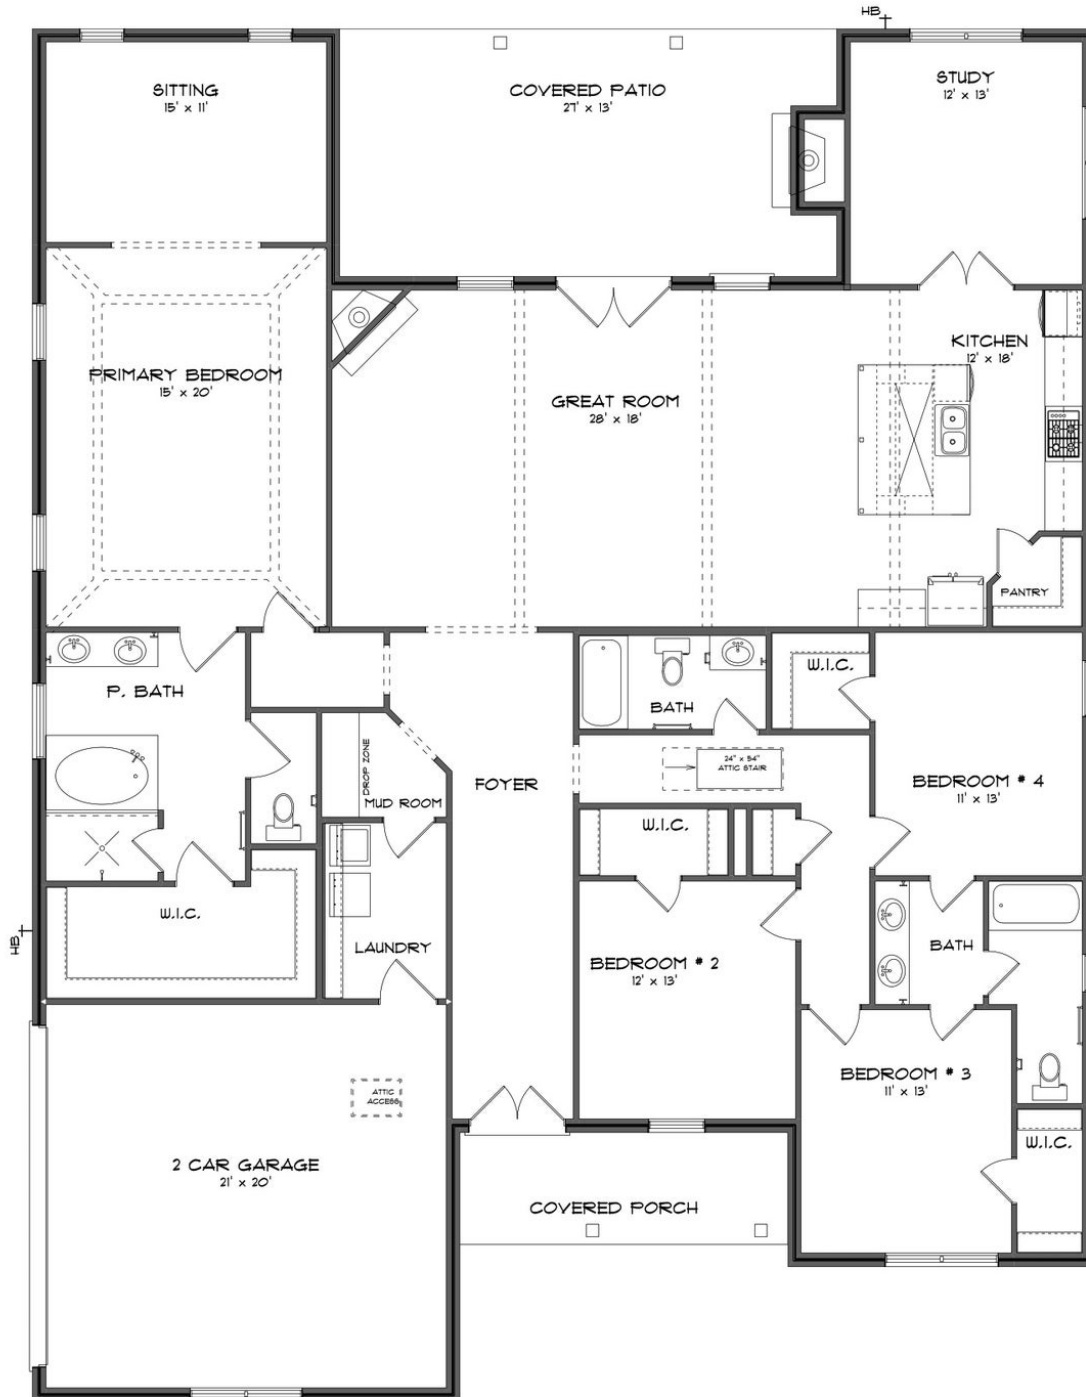 HB
SITTING
15' x 11'
COVERED PATIO
27' x 13'
STUDY
12' x 13'
PRIMARY BEDROOM
15' x 20'
GREAT ROOM
28' x 18'
KITCHEN
12' x 18'
PANTRY
P. BATH
BATH
W.I.C.
DROP ZONE
MUD ROOM
FOYER
24" x 54"
ATTIC STAIR
BEDROOM # 4
11' x 13'
W.I.C.
W.I.C.
HB
LAUNDRY
BEDROOM # 2
12' x 13'
BATH
BEDROOM # 3
11' x 13'
ATTIC
ACCESS
W.I.C.
2 CAR GARAGE
21' x 20'
COVERED PORCH